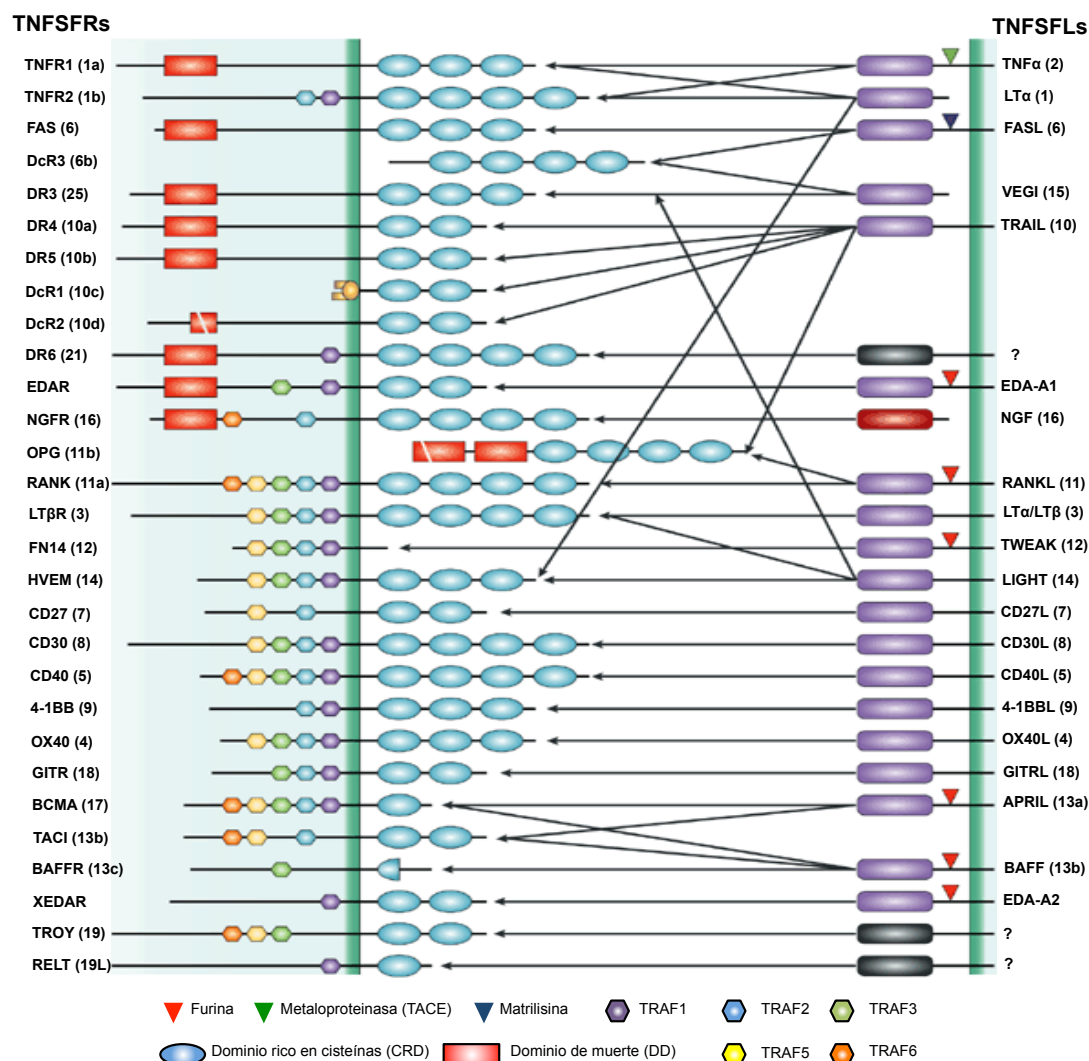 TNFSFRs
TNFSFLs
TNFR1 (1a)
TNFα (2)
TNFR2 (1b)
LTα (1)
FAS (6)
FASL (6)
DcR3 (6b)
DR3 (25)
VEGI (15)
DR4 (10a)
TRAIL (10)
DR5 (10b)
DcR1 (10c)
DcR2 (10d)
DR6 (21)
?
EDAR
EDA-A1
NGFR (16)
NGF (16)
OPG (11b)
RANK (11a)
RANKL (11)
LTβR (3)
LTα/LTβ (3)
FN14 (12)
TWEAK (12)
HVEM (14)
LIGHT (14)
CD27 (7)
CD27L (7)
CD30 (8)
CD30L (8)
CD40 (5)
CD40L (5)
4-1BB (9)
4-1BBL (9)
OX40 (4)
OX40L (4)
GITR (18)
GITRL (18)
BCMA (17)
APRIL (13a)
TACI (13b)
BAFFR (13c)
BAFF (13b)
XEDAR
EDA-A2
TROY (19)
?
RELT (19L)
?
Furina
Metaloproteinasa (TACE)
Matrilisina
TRAF1
TRAF2
TRAF3
Dominio rico en cisteínas (CRD)
Dominio de muerte (DD)
TRAF5
TRAF6